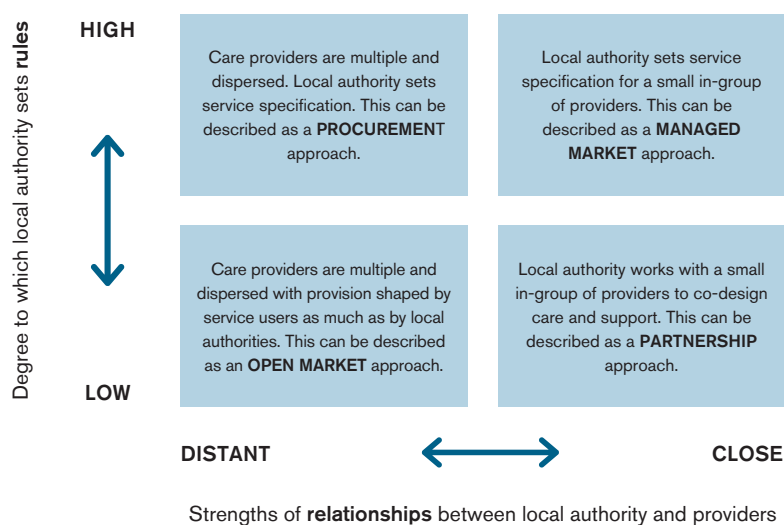 Degree to which local authority sets rules
HIGH
Care providers are multiple and
dispersed. Local authority sets
service specification. This can be
described as a PROCUREMENT
approach.
Local authority sets service
specification for a small in-group
of providers. This can be
described as a MANAGED
MARKET approach.
Care providers are multiple and
dispersed with provision shaped by
service users as much as by local
authorities. This can be described
as an OPEN MARKET approach.
Local authority works with a small
in-group of providers to co-design
care and support. This can be
described as a PARTNERSHIP
approach.
LOW
DISTANT
CLOSE
Strengths of relationships between local authority and providers